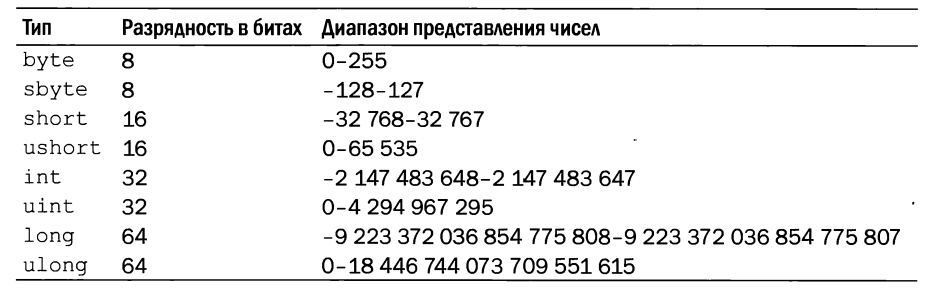 Тип Разрядность в битах Диапазон представления чисел
byte 8 0–255
sbyte 8 –128–127
short 16 –32 768–32 767
ushort 16 0–65 535
int 32 –2 147 483 648–2 147 483 647
uint 32 0–4 294 967 295
long 64 –9 223 372 036 854 775 808–9 223 372 036 854 775 807
ulong 64 0–18 446 744 073 709 551 615